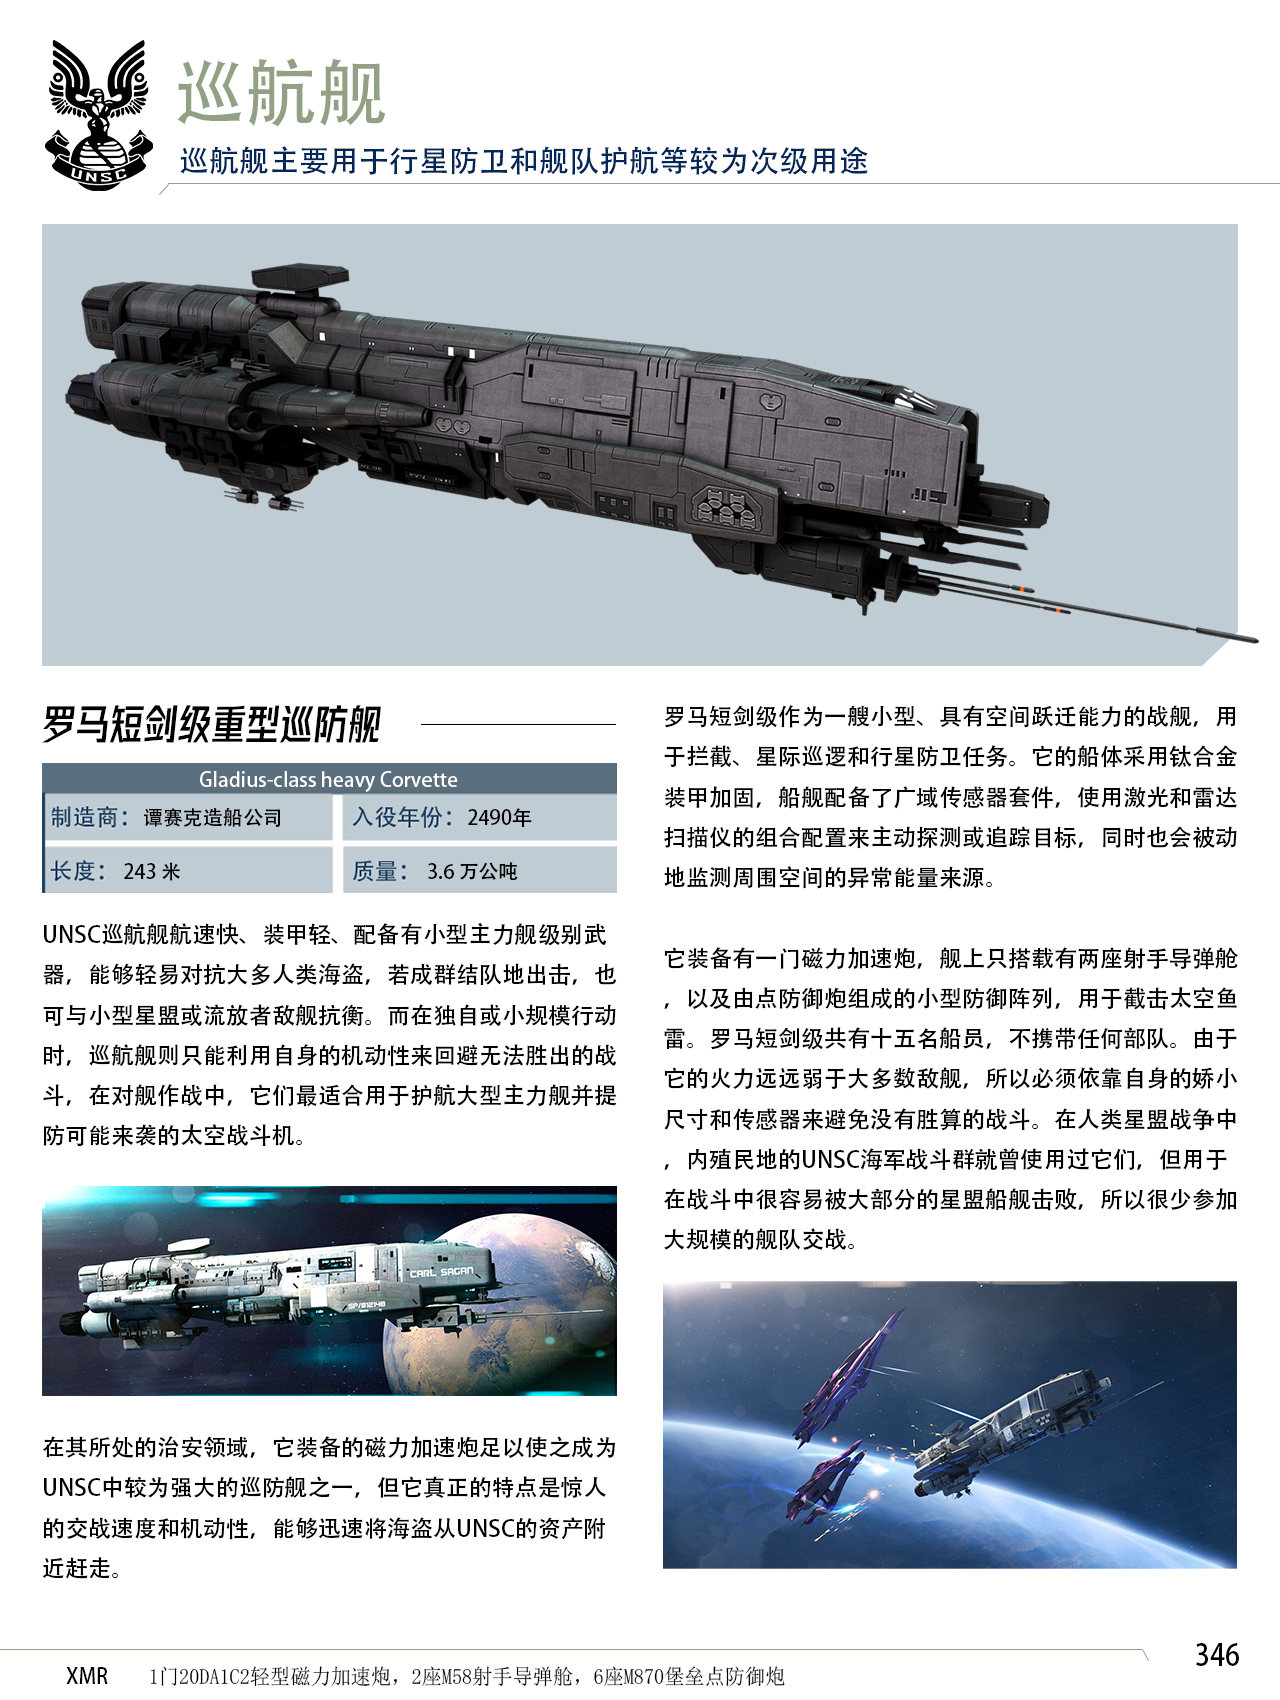 UNSC
巡航舰
巡航舰主要用于行星防卫和舰队护航等较为次级用途
罗马短剑级重型巡防舰
Gladius-class heavy Corvette
制造商： 谭赛克造船公司
入役年份： 2490年
长度： 243 米
质量： 3.6 万公吨
UNSC巡航舰航速快、装甲轻、配备有小型主力舰级别武
器，能够轻易对抗大多人类海盗，若成群结队地出击，也
可与小型星盟或流放者敌舰抗衡。而在独自或小规模行动
时，巡航舰则只能利用自身的机动性来回避无法胜出的战
斗，在对舰作战中，它们最适合用于护航大型主力舰并提
防可能来袭的太空战斗机。
CARL SAGAN
SP/812148
在其所处的治安领域，它装备的磁力加速炮足以使之成为
UNSC中较为强大的巡防舰之一，但它真正的特点是惊人
的交战速度和机动性，能够迅速将海盗从UNSC的资产附
近赶走。
罗马短剑级作为一艘小型、具有空间跃迁能力的战舰，用
于拦截、星际巡逻和行星防卫任务。它的船体采用钛合金
装甲加固，船舰配备了广域传感器套件，使用激光和雷达
扫描仪的组合配置来主动探测或追踪目标，同时也会被动
地监测周围空间的异常能量来源。
它装备有一门磁力加速炮，舰上只搭载有两座射手导弹舱
，以及由点防御炮组成的小型防御阵列，用于截击太空鱼
雷。罗马短剑级共有十五名船员，不携带任何部队。由于
它的火力远远弱于大多数敌舰，所以必须依靠自身的娇小
尺寸和传感器来避免没有胜算的战斗。在人类星盟战争中
，内殖民地的UNSC海军战斗群就曾使用过它们，但用于
在战斗中很容易被大部分的星盟船舰击败，所以很少参加
大规模的舰队交战。
346
XMR 1门20DA1C2轻型磁力加速炮，2座M58射手导弹舱，6座M870堡垒点防御炮